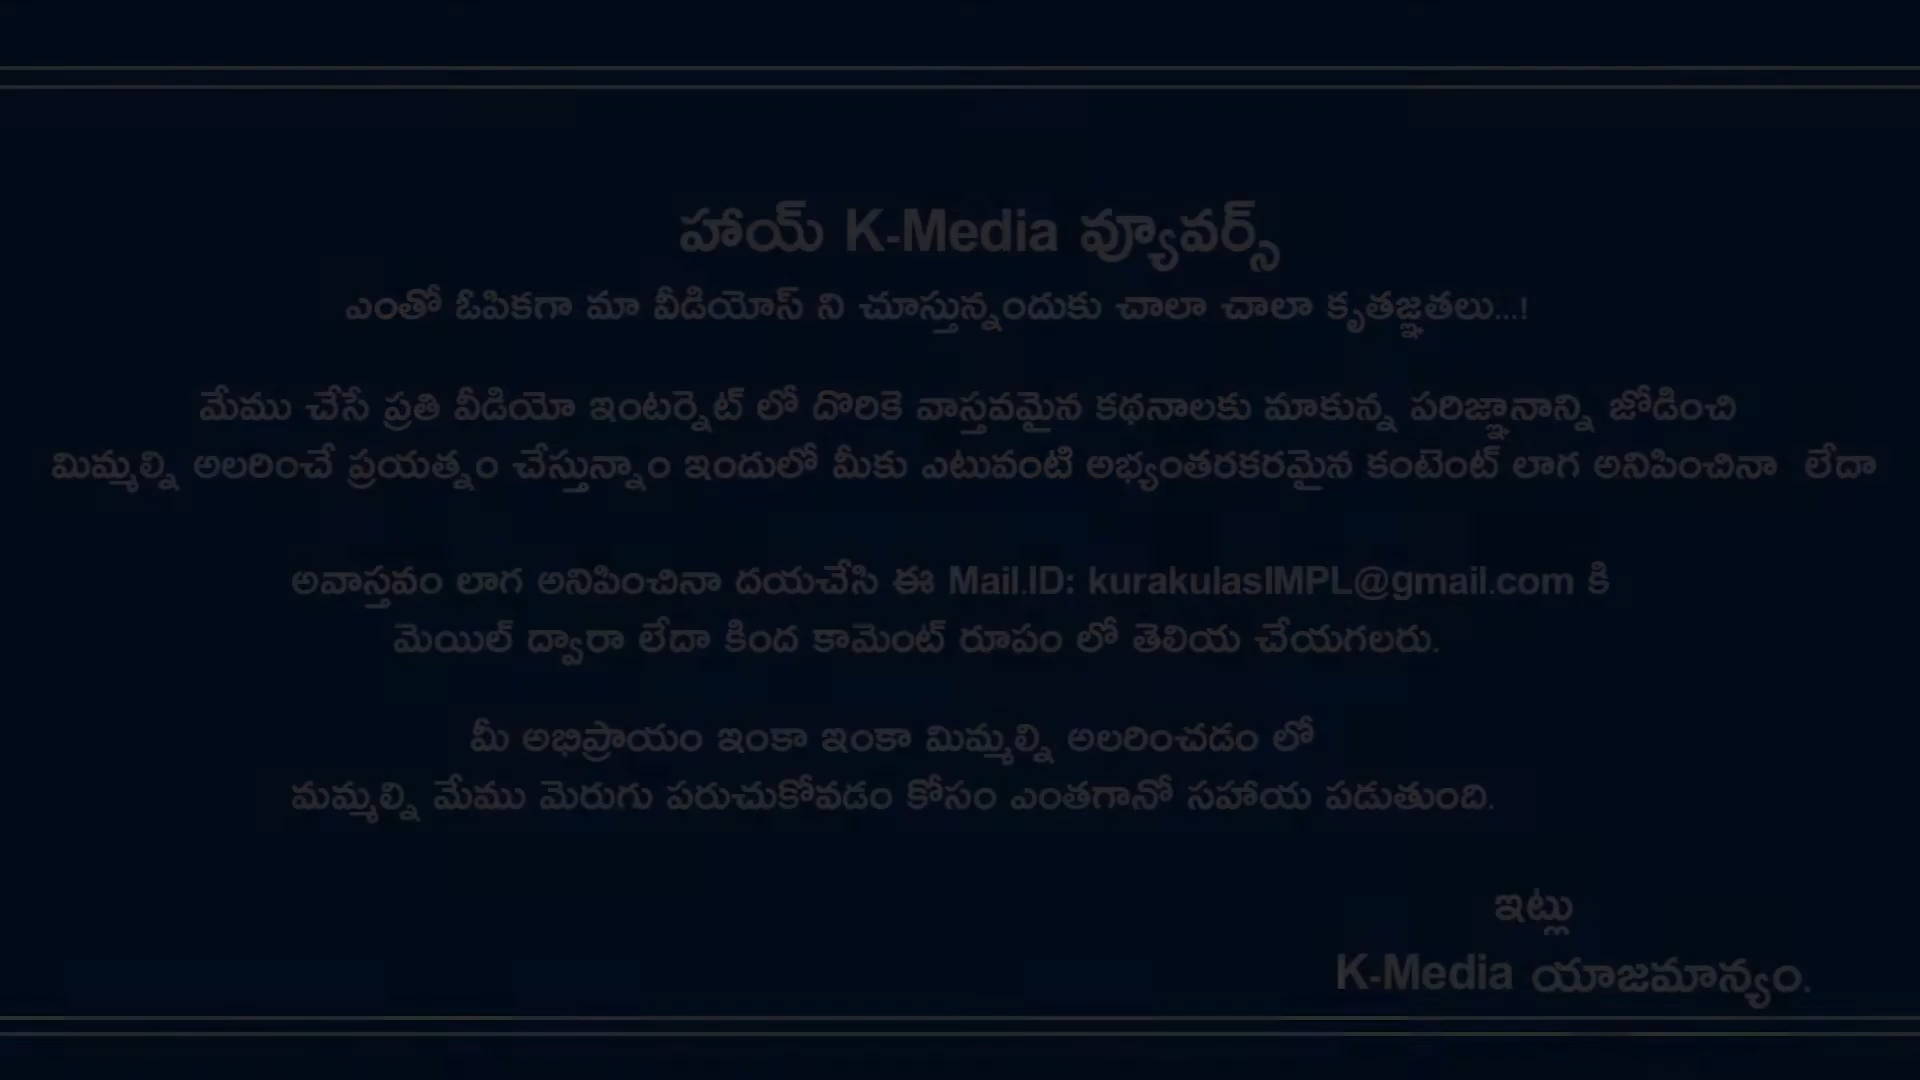 హాయ్ K-Media వ్యూవర్స్
ఎంతో ఓపికగా మా వీడియోస్ ని చూస్తున్నందుకు చాలా చాలా కృతజ్ఞతలు...!
మేము చేసే ప్రతి వీడియో ఇంటర్నెట్ లో దొరికె వాస్తవమైన కథనాలకు మాకున్న పరిజ్ఞానాన్ని జోడించి
మిమ్మల్ని అలరించే ప్రయత్నం చేస్తున్నాం ఇందులో మీకు ఎటువంటి అభ్యంతరకరమైన కంటెంట్ లాగ అనిపించినా లేదా
అవాస్తవం లాగ అనిపించినా దయచేసి ఈ Mail.ID: kurakulasIMPL@gmail.com కి
మెయిల్ ద్వారా లేదా కింద కామెంట్ రూపం లో తెలియ చేయగలరు.
మీ అభిప్రాయం ఇంకా ఇంకా మిమ్మల్ని అలరించడం లో
మమ్మల్ని మేము మెరుగు పరుచుకోవడం కోసం ఎంతగానో సహాయ పడుతుంది.
ఇట్లు
K-Media యాజమాన్యం.